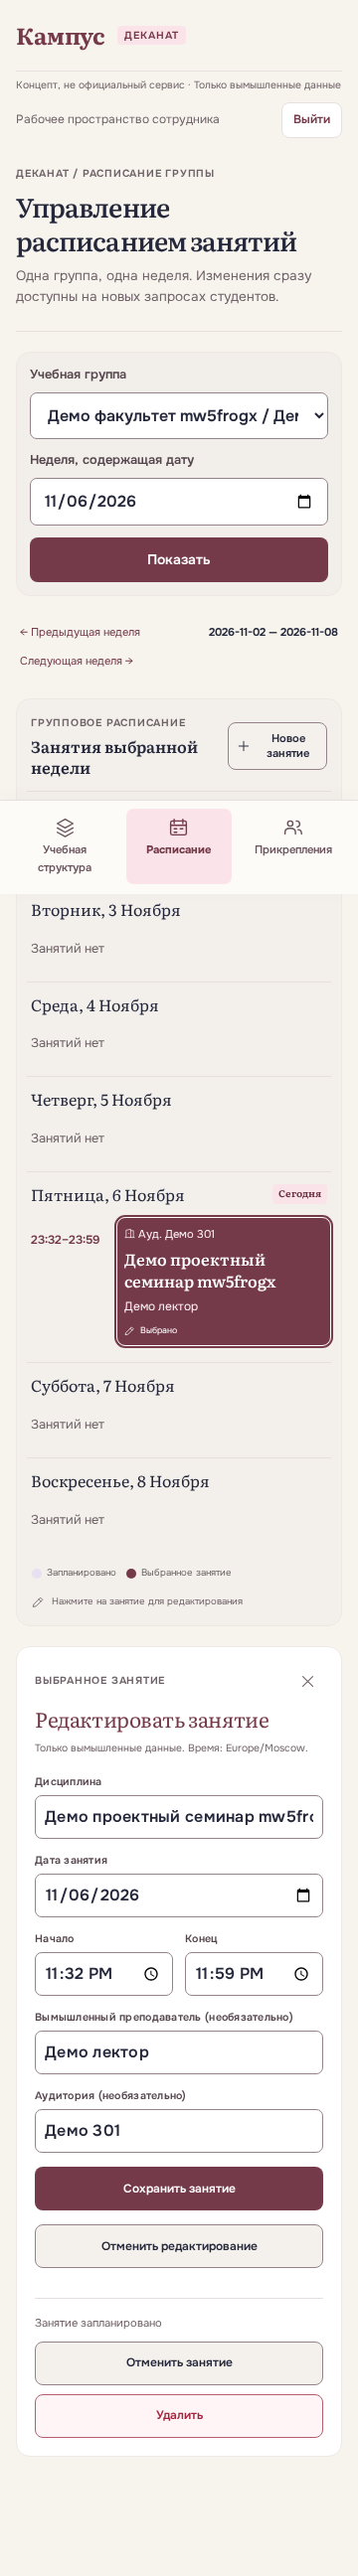 Кампус ДЕКАНАТ
Концепт, не официальный сервис · Только вымышленные данные
Рабочее пространство сотрудника Выйти
ДЕКАНАТ / РАСПИСАНИЕ ГРУППЫ
Управление
расписанием занятий
Одна группа, одна неделя. Изменения сразу
доступны на новых запросах студентов.
Учебная группа
Демо факультет mw5frogx / Де
Неделя, содержащая дату
11/06/2026
Показать
← Предыдущая неделя 2026-11-02 — 2026-11-08
Следующая неделя →
ГРУППОВОЕ РАСПИСАНИЕ
Занятия выбранной
недели
Новое
занятие
Учебная
структура
Расписание
Прикрепления
Вторник, 3 Ноября
Занятий нет
Среда, 4 Ноября
Занятий нет
Четверг, 5 Ноября
Занятий нет
Пятница, 6 Ноября Сегодня
23:32–23:59
Ауд. Демо 301
Демо проектный
семинар mw5frogx
Демо лектор
Выбрано
Суббота, 7 Ноября
Занятий нет
Воскресенье, 8 Ноября
Занятий нет
Запланировано Выбранное занятие
Нажмите на занятие для редактирования
ВЫБРАННОЕ ЗАНЯТИЕ
Редактировать занятие
Только вымышленные данные. Время: Europe/Moscow.
Дисциплина
Демо проектный семинар mw5fro
Дата занятия
11/06/2026
Начало Конец
11:32 PM 11:59 PM
Вымышленный преподаватель (необязательно)
Демо лектор
Аудитория (необязательно)
Демо 301
Сохранить занятие
Отменить редактирование
Занятие запланировано
Отменить занятие
Удалить